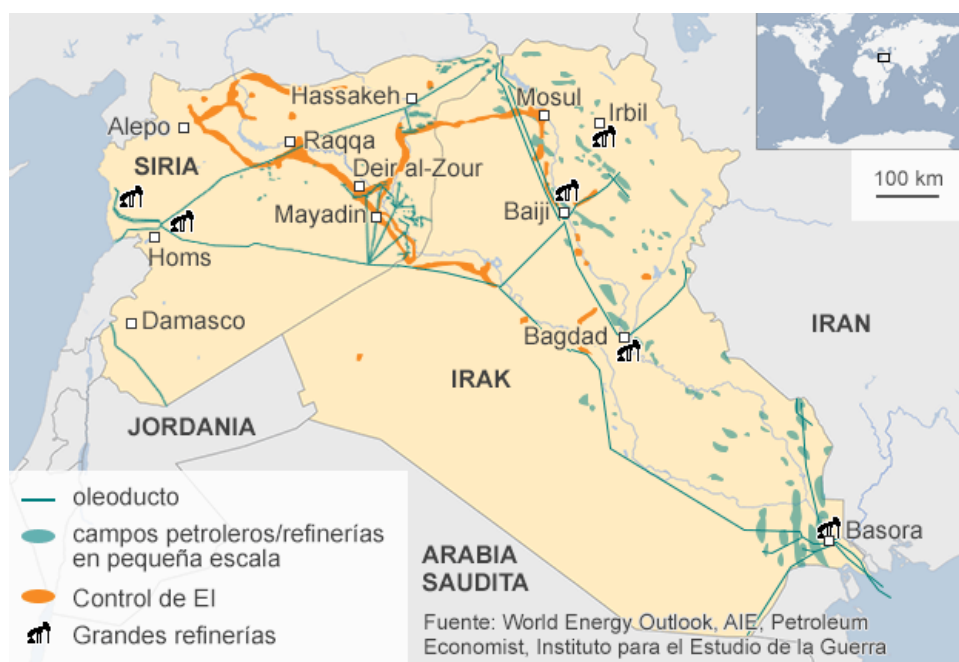 Hassakeh
Mosul
Irbil
Alepo
Raqqa
SIRIA
Deir al-Zour
100 km
Mayadin
Baiji
Homs
Damasco
Bagdad
IRAN
IRAK
JORDANIA
oleoducto
campos petroleros/refinerías
en pequeña escala
Control de EI
Grandes refinerías
Basora
ARABIA
SAUDITA
Fuente: World Energy Outlook, AIE, Petroleum
Economist, Instituto para el Estudio de la Guerra